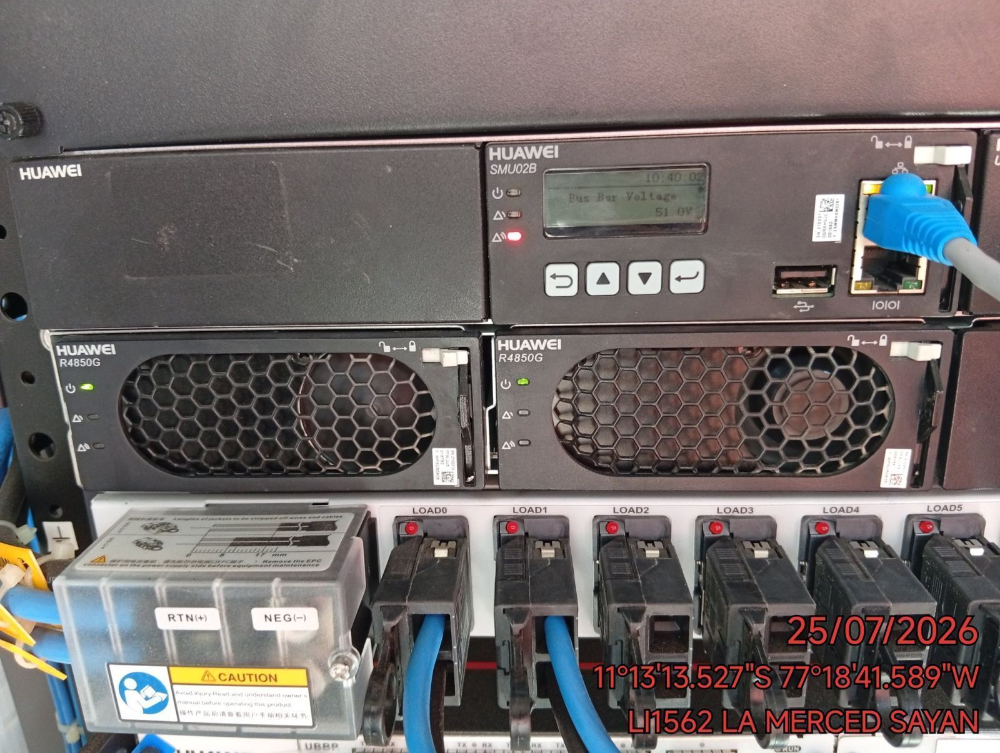 HUAWEI
HUAWEI
SMU02B
10:40:02
Bus Bar Voltage
51.0V
HUAWEI
R4850G
HUAWEI
R4850G
LOAD0
LOAD1
LOAD2
LOAD3
LOAD4
LOAD5
Lengths of jackets to be stripped off wires and cables
0 8 17 mm
Remove the EPC
connector on the power supply side before equipment maintenance
RTN(+)
NEG(-)
CAUTION
Avoid injury Read and understand owner's
manual before operating this product
操作产品前请查看用户手册相关环节
25/07/2026
11°13'13.527"S 77°18'41.589"W
LI1562 LA MERCED SAYAN
UBBP
TX RX
RUN